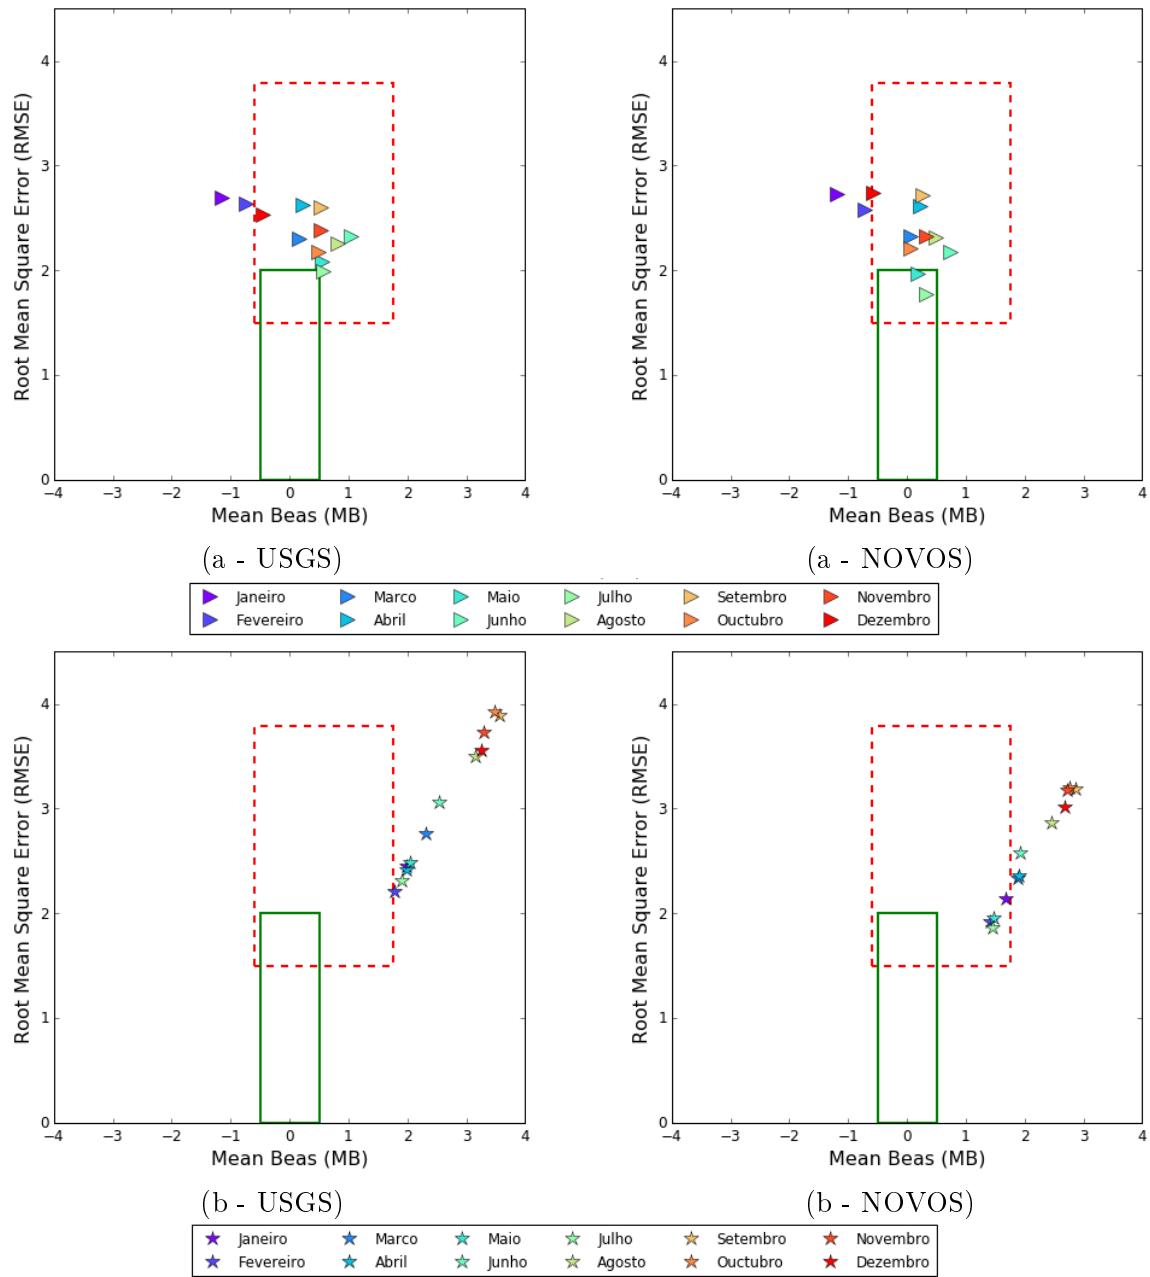 4
3
2
1
0
−4 −3 −2 −1 0 1 2 3 4
Root Mean Square Error (RMSE)
Mean Beas (MB)
(a - USGS)
4
3
2
1
0
−4 −3 −2 −1 0 1 2 3 4
Root Mean Square Error (RMSE)
Mean Beas (MB)
(a - NOVOS)
Janeiro Marco Maio Julho Setembro Novembro
Fevereiro Abril Junho Agosto Ouctubro Dezembro
4
3
2
1
0
−4 −3 −2 −1 0 1 2 3 4
Root Mean Square Error (RMSE)
Mean Beas (MB)
(b - USGS)
4
3
2
1
0
−4 −3 −2 −1 0 1 2 3 4
Root Mean Square Error (RMSE)
Mean Beas (MB)
(b - NOVOS)
Janeiro Marco Maio Julho Setembro Novembro
Fevereiro Abril Junho Agosto Ouctubro Dezembro